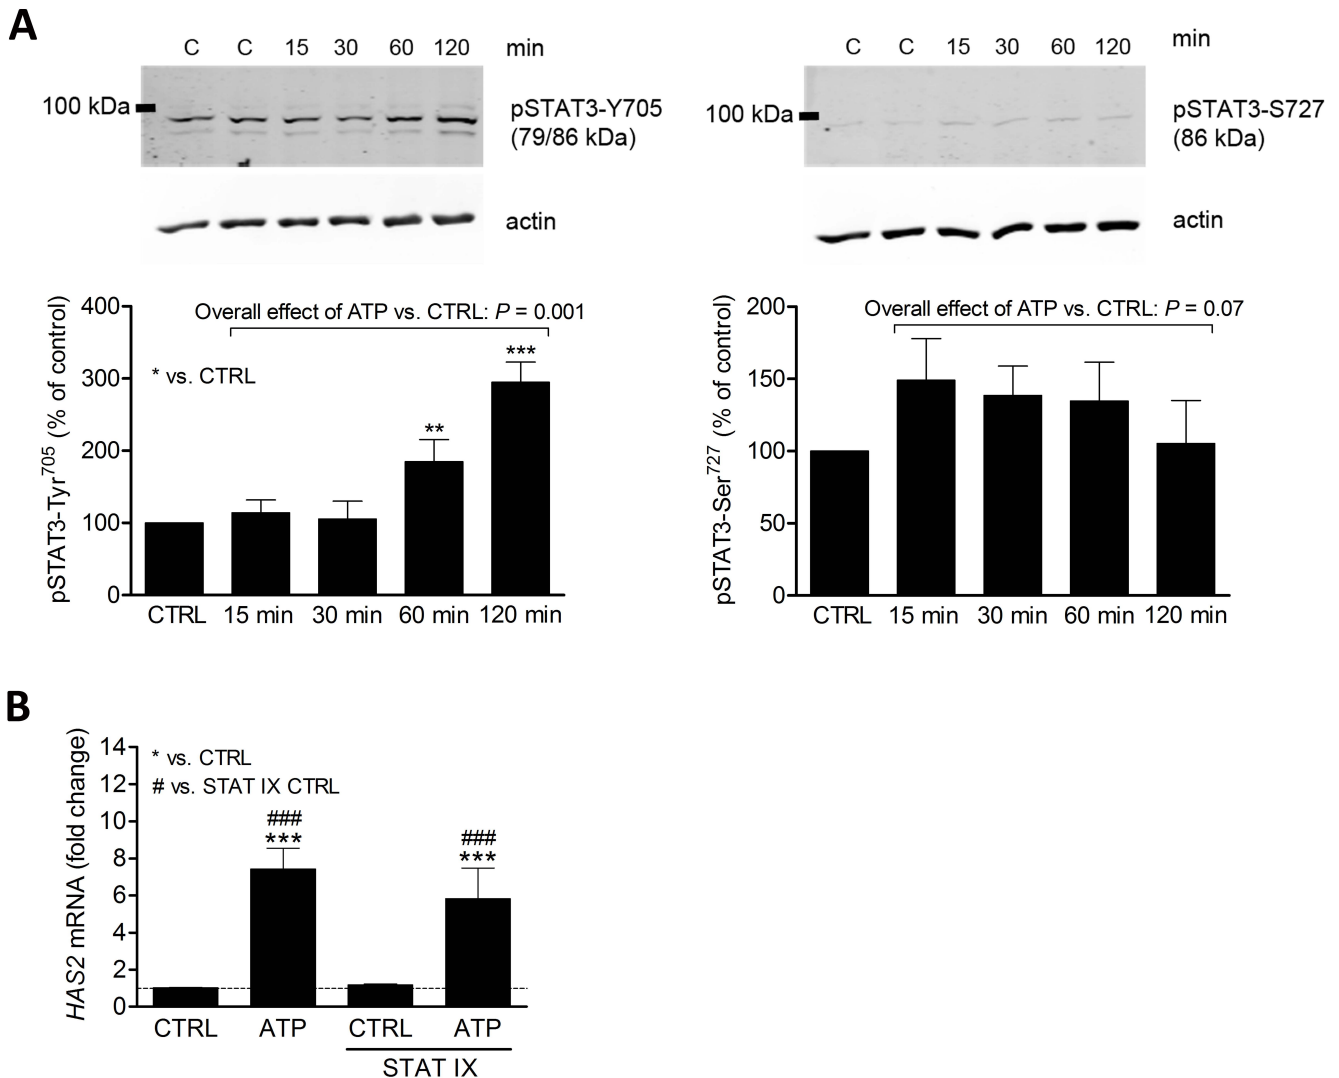 A
C C 15 30 60 120 min
100 kDa
pSTAT3-Y705
(79/86 kDa)
actin
400
300
200
100
0
pSTAT3-Tyr705 (% of control)
Overall effect of ATP vs. CTRL: P = 0.001
* vs. CTRL
**
***
CTRL 15 min 30 min 60 min 120 min
C C 15 30 60 120 min
100 kDa
pSTAT3-S727
(86 kDa)
actin
200
150
100
50
0
pSTAT3-Ser727 (% of control)
Overall effect of ATP vs. CTRL: P = 0.07
CTRL 15 min 30 min 60 min 120 min
B
14
12
10
8
6
4
2
0
HAS2 mRNA (fold change)
* vs. CTRL
# vs. STAT IX CTRL
###
***
###
***
CTRL ATP CTRL ATP
STAT IX